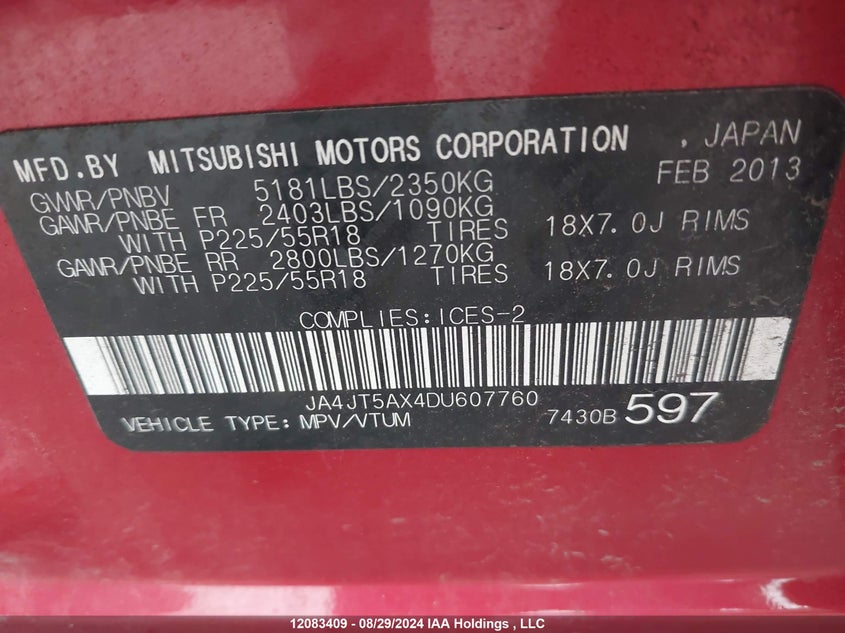 MFD.BY MITSUBISHI MOTORS CORPORATION , JAPAN
GVWR/PNBV 5181LBS/2350KG FEB 2013
GAWR/PNBE FR 2403LBS/1090KG
WITH P225/55R18 TIRES 18X7.0J RIMS
GAWR/PNBE RR 2800LBS/1270KG
WITH P225/55R18 TIRES 18X7.0J RIMS
COMPLIES:ICES-2
JA4JT5AX4DU607760
VEHICLE TYPE:MPV/VTUM 7430B 597
12083409 - 08/29/2024 IAA Holdings , LLC